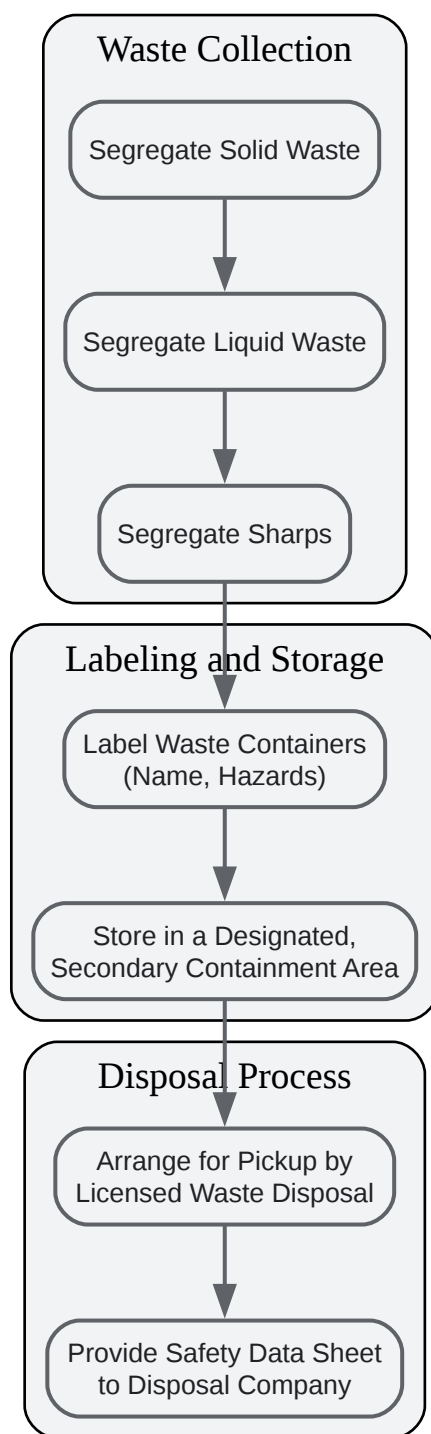 Waste Collection
Segregate Solid Waste
Segregate Liquid Waste
Segregate Sharps
Labeling and Storage
Label Waste Containers
(Name, Hazards)
Store in a Designated,
Secondary Containment Area
Disposal Process
Arrange for Pickup by
Licensed Waste Disposal
Provide Safety Data Sheet
to Disposal Company